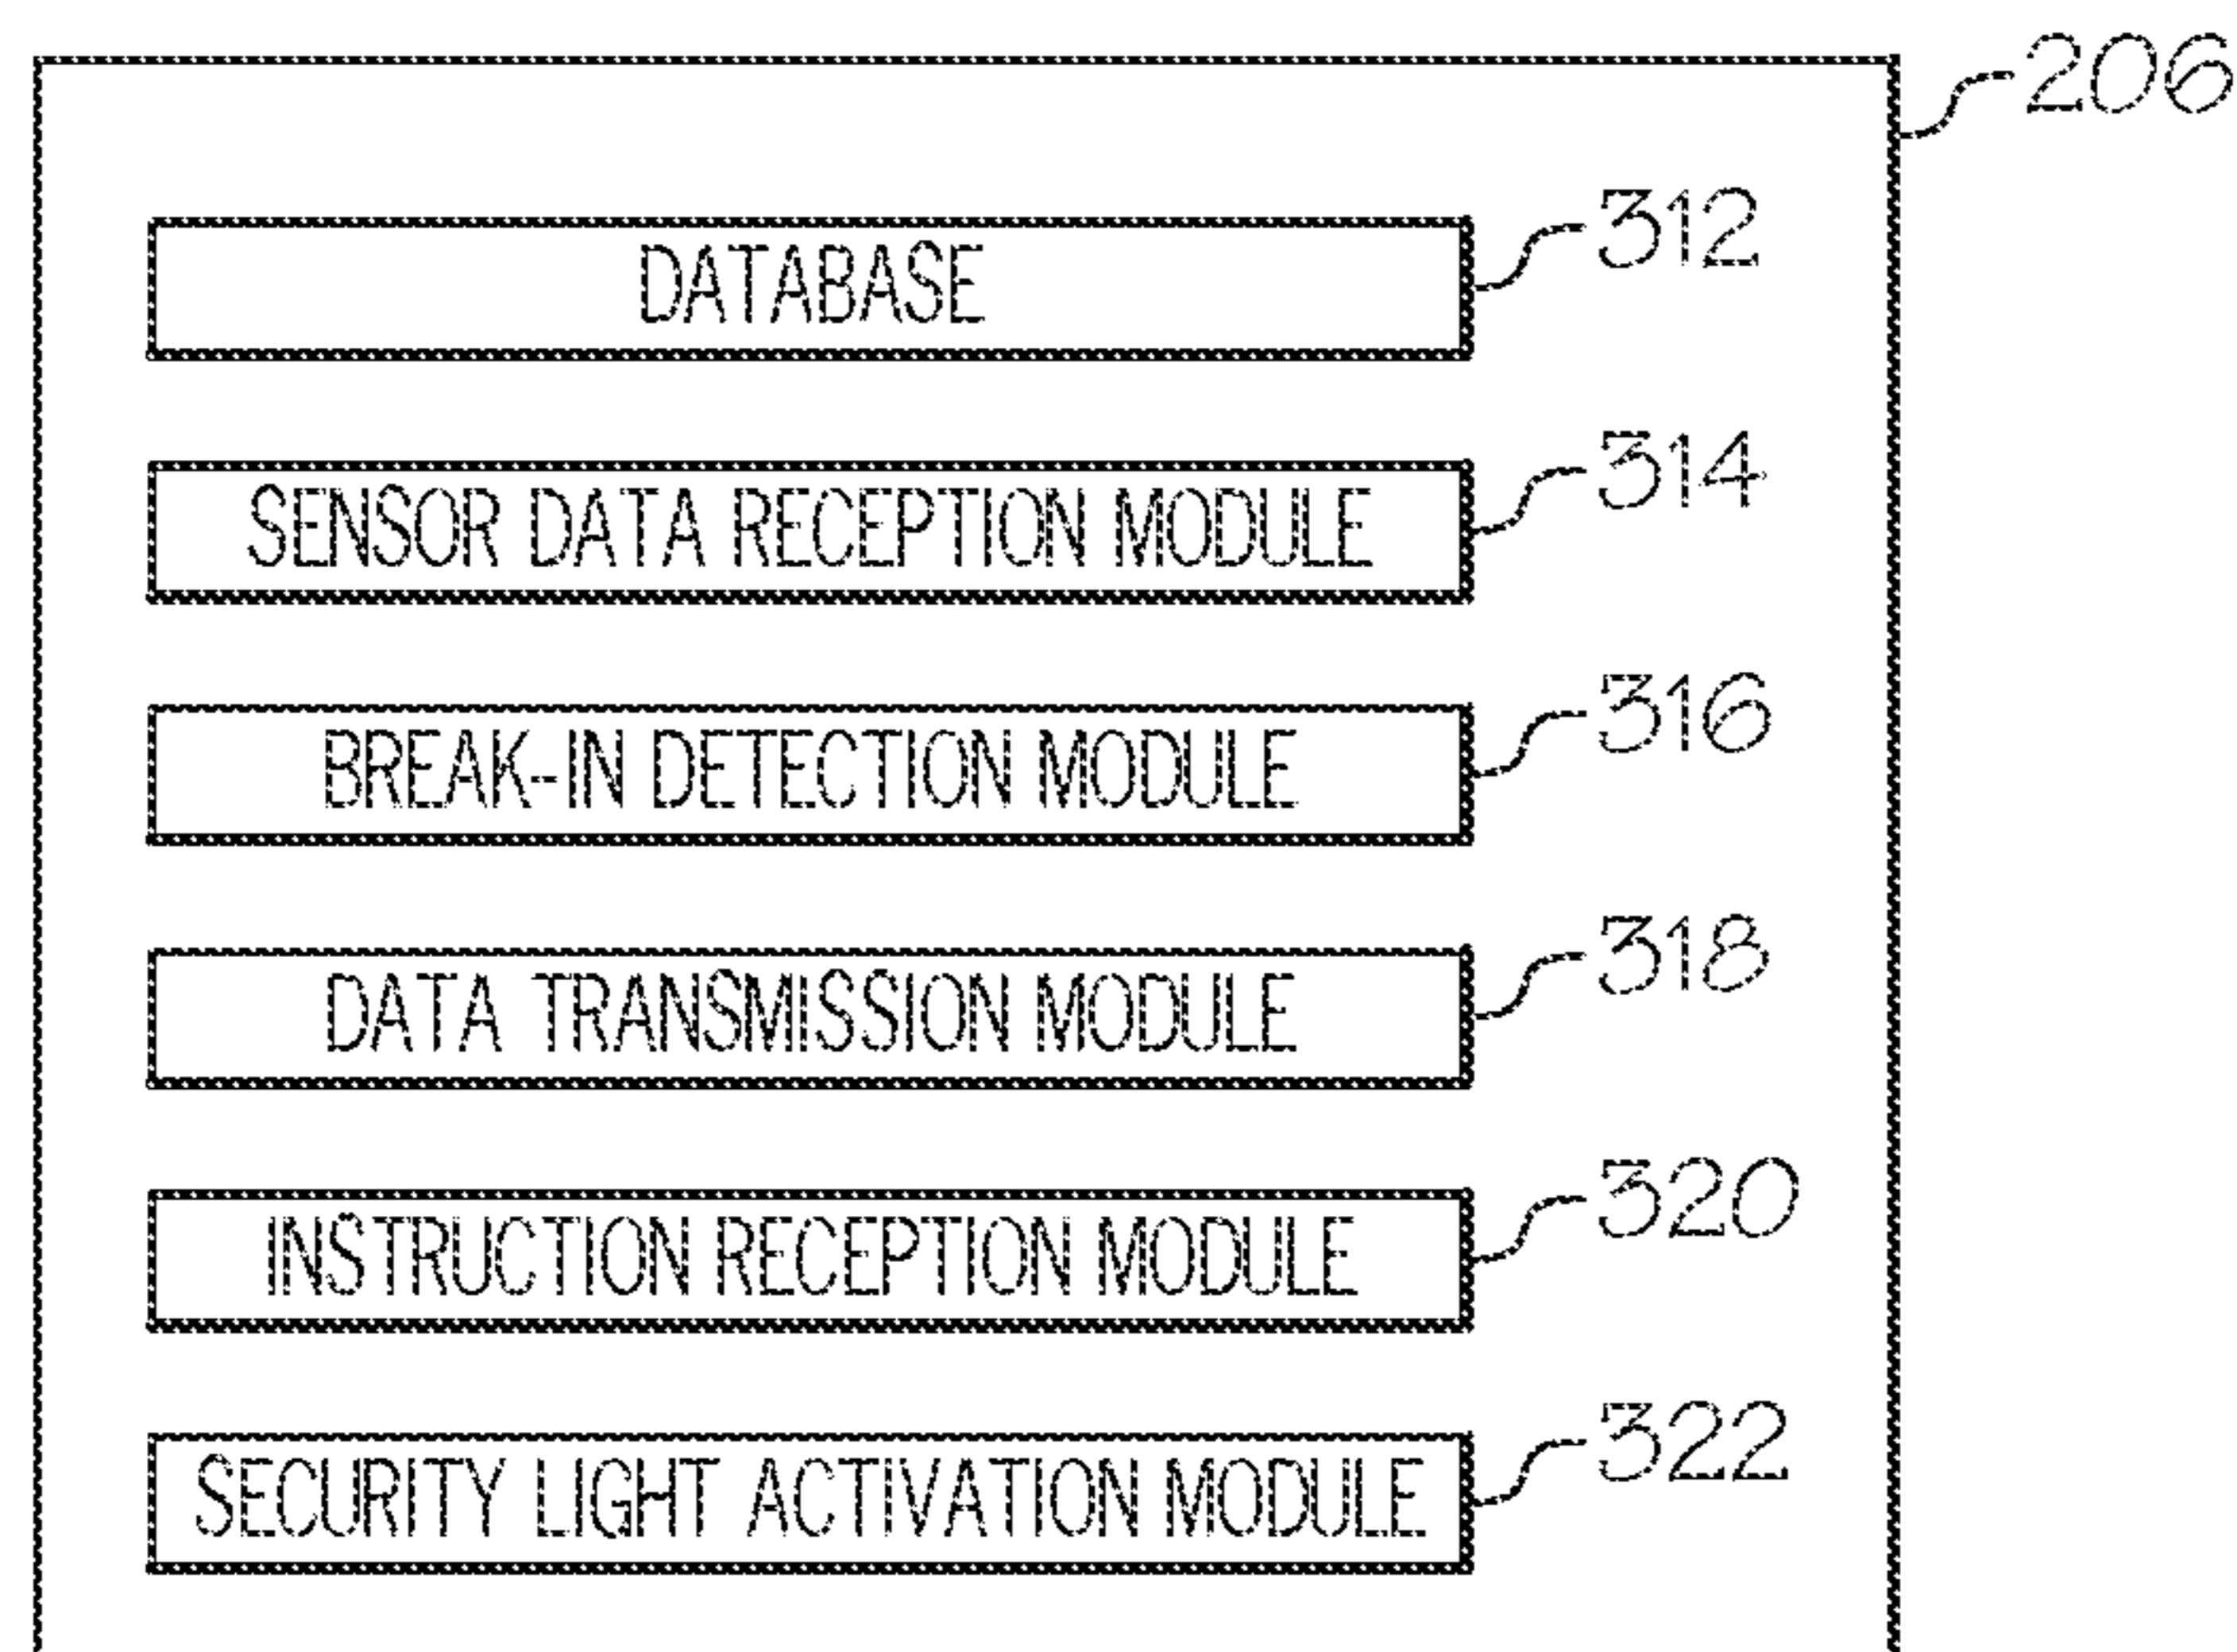 206
DATABASE 312
SENSOR DATA RECEPTION MODULE 314
BREAK-IN DETECTION MODULE 316
DATA TRANSMISSION MODULE 318
INSTRUCTION RECEPTION MODULE 320
SECURITY LIGHT ACTIVATION MODULE 322